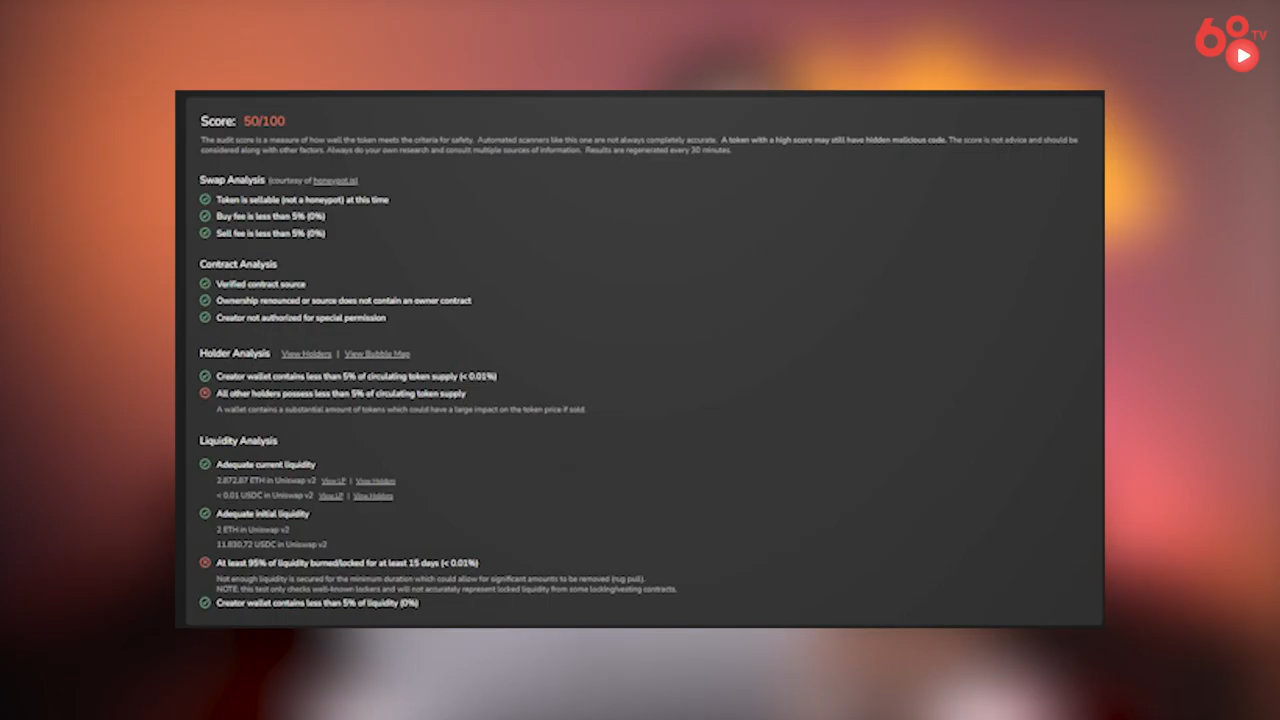 60 TV
Score: 50/100
The audit score is a measure of how well the token meets the criteria for safety. Automated scanners like this one are not always completely accurate. A token with a high score may still have hidden malicious code. The score is not advice and should be
considered along with other factors. Always do your own research and consult multiple sources of information. Results are regenerated every 30 minutes.
Swap Analysis (courtesy of honeypot.is)
Token is sellable (not a honeypot) at this time
Buy fee is less than 5% (0%)
Sell fee is less than 5% (0%)
Contract Analysis
Verified contract source
Ownership renounced or source does not contain an owner contract
Creator not authorized for special permission
Holder Analysis View Holders | View Bubble Map
Creator wallet contains less than 5% of circulating token supply (< 0.01%)
All other holders possess less than 5% of circulating token supply
A wallet contains a substantial amount of tokens which could have a large impact on the token price if sold.
Liquidity Analysis
Adequate current liquidity
2,672.67 ETH in Uniswap v2 View LP | View Holders
< 0.01 USDC in Uniswap v2 View LP | View Holders
Adequate initial liquidity
2 ETH in Uniswap v2
11,830.72 USDC in Uniswap v2
At least 95% of liquidity burned/locked for at least 15 days (< 0.01%)
Not enough liquidity is secured for the minimum duration which could allow for significant amounts to be removed (rug pull).
NOTE: this test only checks well-known lockers and will not accurately represent locked liquidity from some locking/vesting contracts.
Creator wallet contains less than 5% of liquidity (0%)